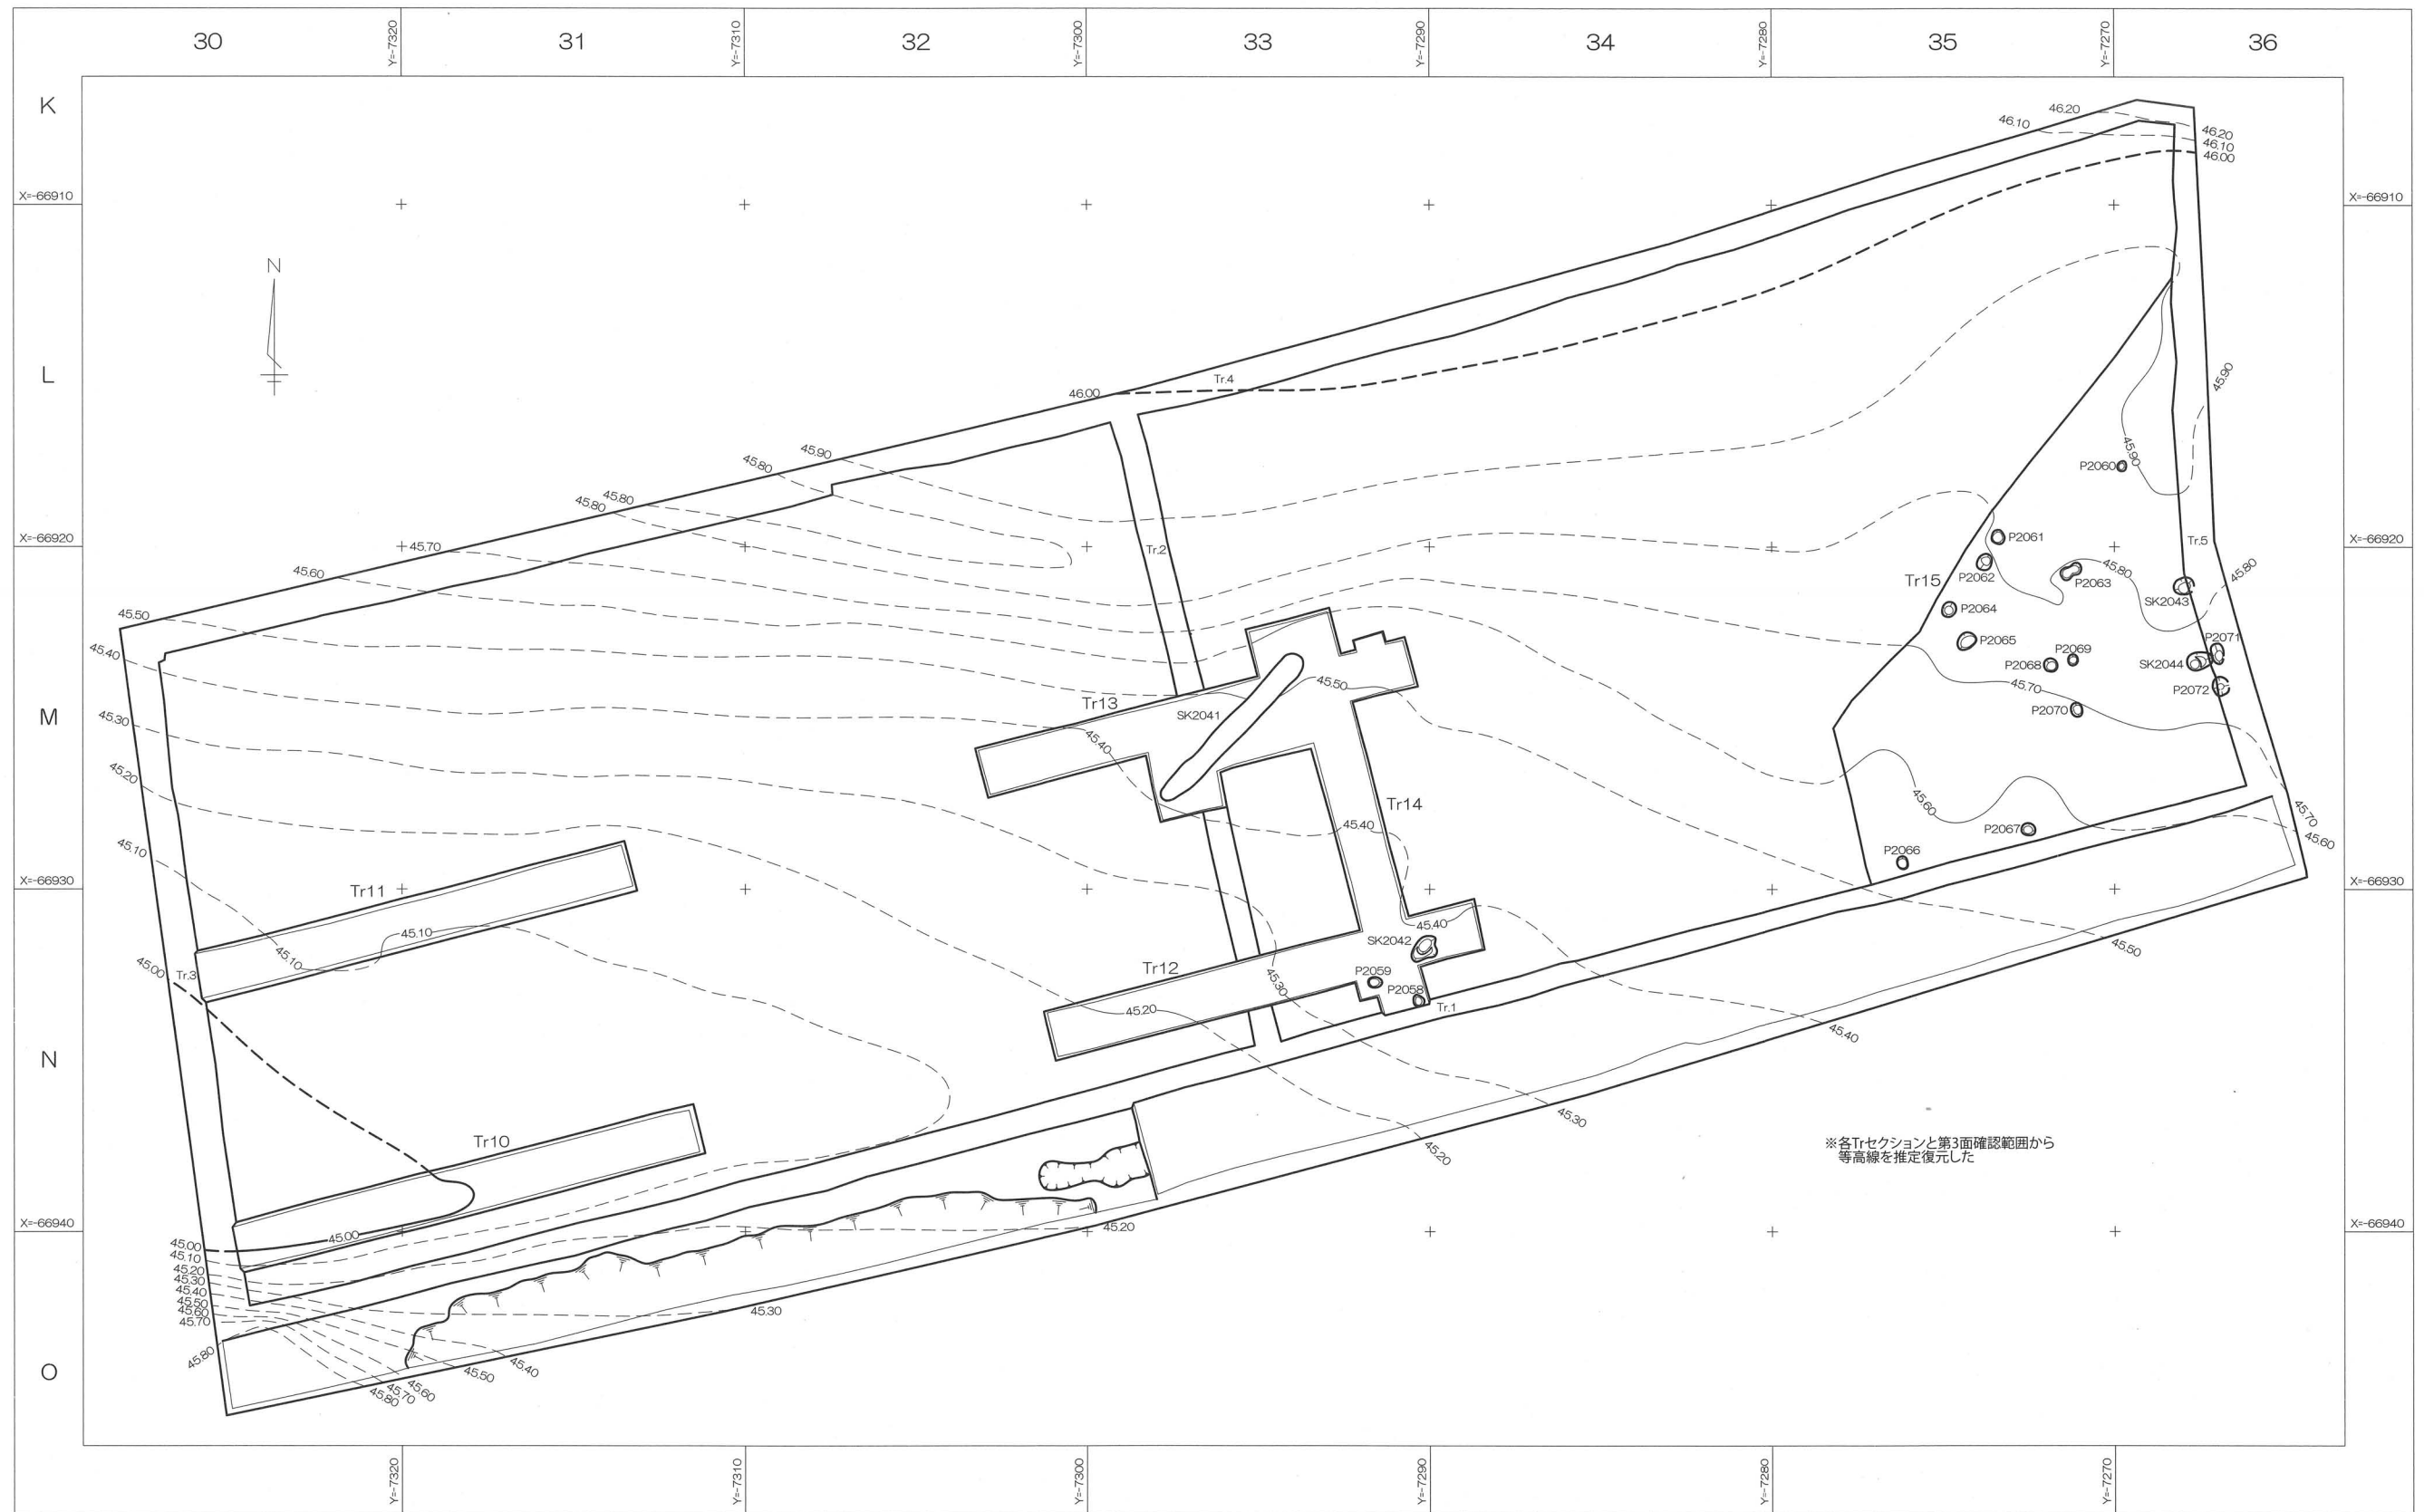 30
Y=-7320
31
Y=-7310
32
Y=-7300
33
Y=-7290
34
Y=-7280
35
Y=-7270
36
K
46.20
46.10
46.20
46.10
46.00
X=-66910
X=-66910
N
L
46.00
Tr.4
45.90
45.90
45.80
45.90
P2060
45.80
45.80
X=-66920
45.70
Tr.2
P2061
Tr.5
X=-66920
45.60
Tr15
P2062
P2063
45.80
45.80
SK2043
45.50
P2064
P2065
P2071
45.40
P2068
P2069
SK2044
45.50
45.70
P2072
M
45.30
Tr13
SK2041
P2070
45.40
45.20
Tr14
45.60
45.70
45.40
P2067
45.60
45.10
P2066
X=-66930
Tr11
X=-66930
45.10
45.40
45.10
SK2042
45.50
45.00
Tr.3
Tr12
P2059
45.30
P2058
45.20
Tr.1
45.40
N
45.30
Tr10
45.20
※各Trセクションと第3面確認範囲から
等高線を推定復元した
X=-66940
45.20
X=-66940
45.00
45.00
45.10
45.20
45.30
45.40
45.50
45.60
45.70
45.30
45.80
45.40
45.50
45.60
45.70
45.80
O
Y=-7320
Y=-7310
Y=-7300
Y=-7290
Y=-7280
Y=-7270